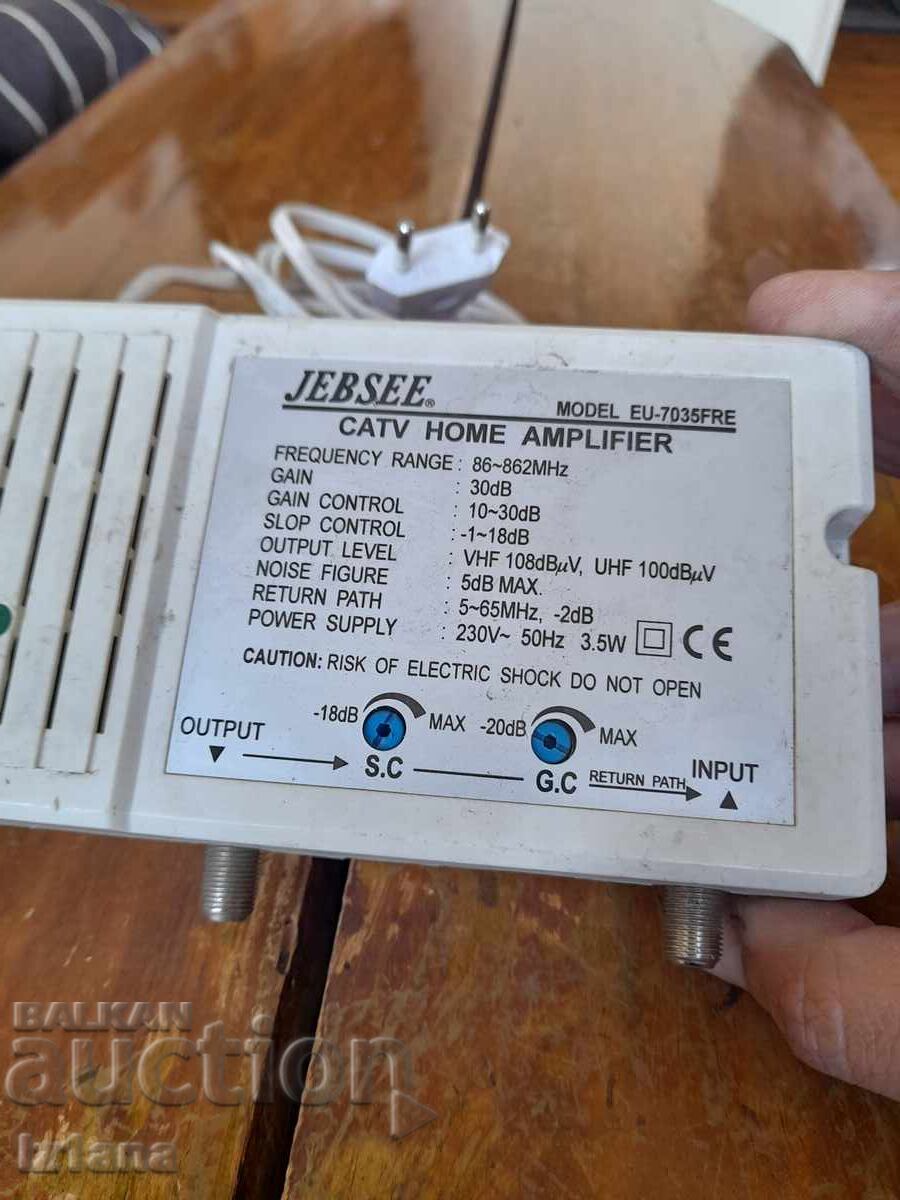 JEBSEE®
MODEL EU-7035FRE
CATV HOME AMPLIFIER
FREQUENCY RANGE : 86~862MHz
GAIN : 30dB
GAIN CONTROL : 10~30dB
SLOP CONTROL : -1~18dB
OUTPUT LEVEL : VHF 108dBµV, UHF 100dBµV
NOISE FIGURE : 5dB MAX.
RETURN PATH : 5~65MHz, -2dB
POWER SUPPLY : 230V~ 50Hz 3.5W CE
CAUTION: RISK OF ELECTRIC SHOCK DO NOT OPEN
-18dB MAX -20dB MAX
OUTPUT S.C G.C RETURN PATH INPUT
BALKAN
auction
krlana